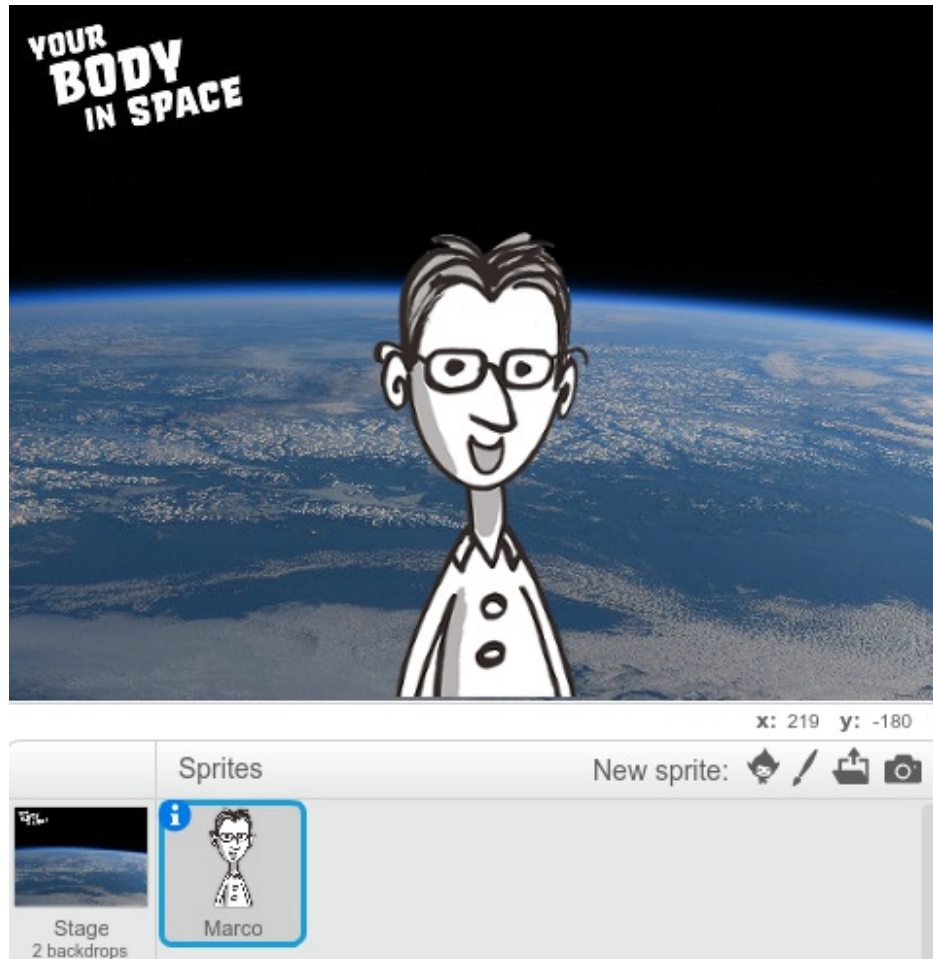 YOUR
BODY
IN SPACE
x: 219 y: -180
Sprites
New sprite:
i
Marco
Stage
2 backdrops